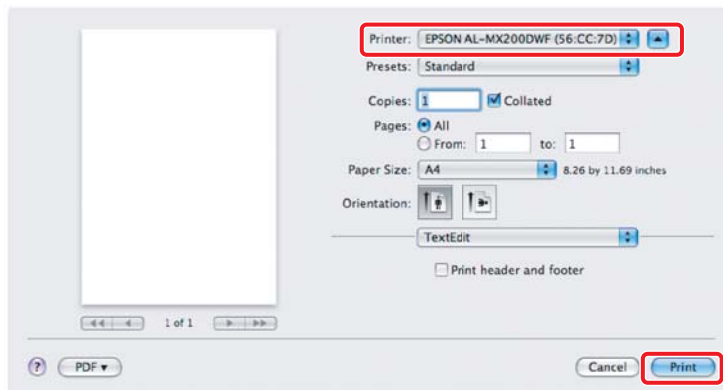 Printer: EPSON AL-MX200DWF (56:CC:7D)
Presets: Standard
Copies: 1 Collated
Pages: All
From: 1 to: 1
Paper Size: A4 8.26 by 11.69 inches
Orientation:
TextEdit
Print header and footer
1 of 1
? PDF Cancel Print